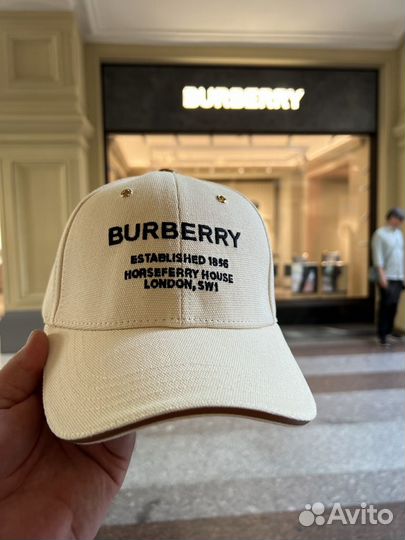 BURBERRY
BURBERRY
ESTABLISHED 1856
HORSEFERRY HOUSE
LONDON, SW1
Avito